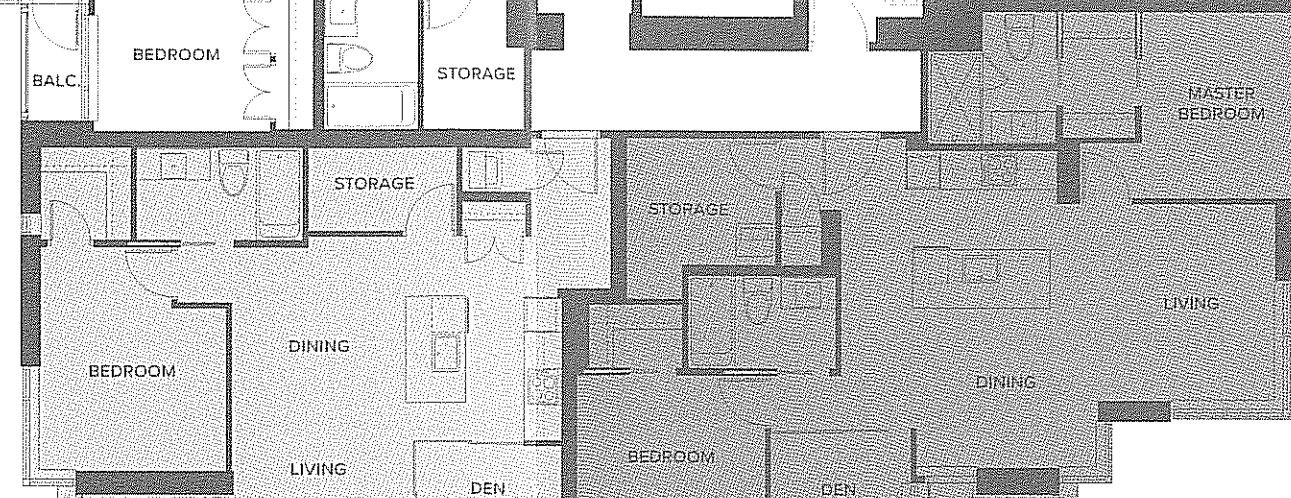 BEDROOM
BALC.
STORAGE
MASTER
BEDROOM
STORAGE
STORAGE
LIVING
DINING
BEDROOM
DINING
BEDROOM
LIVING
DEN
DEN